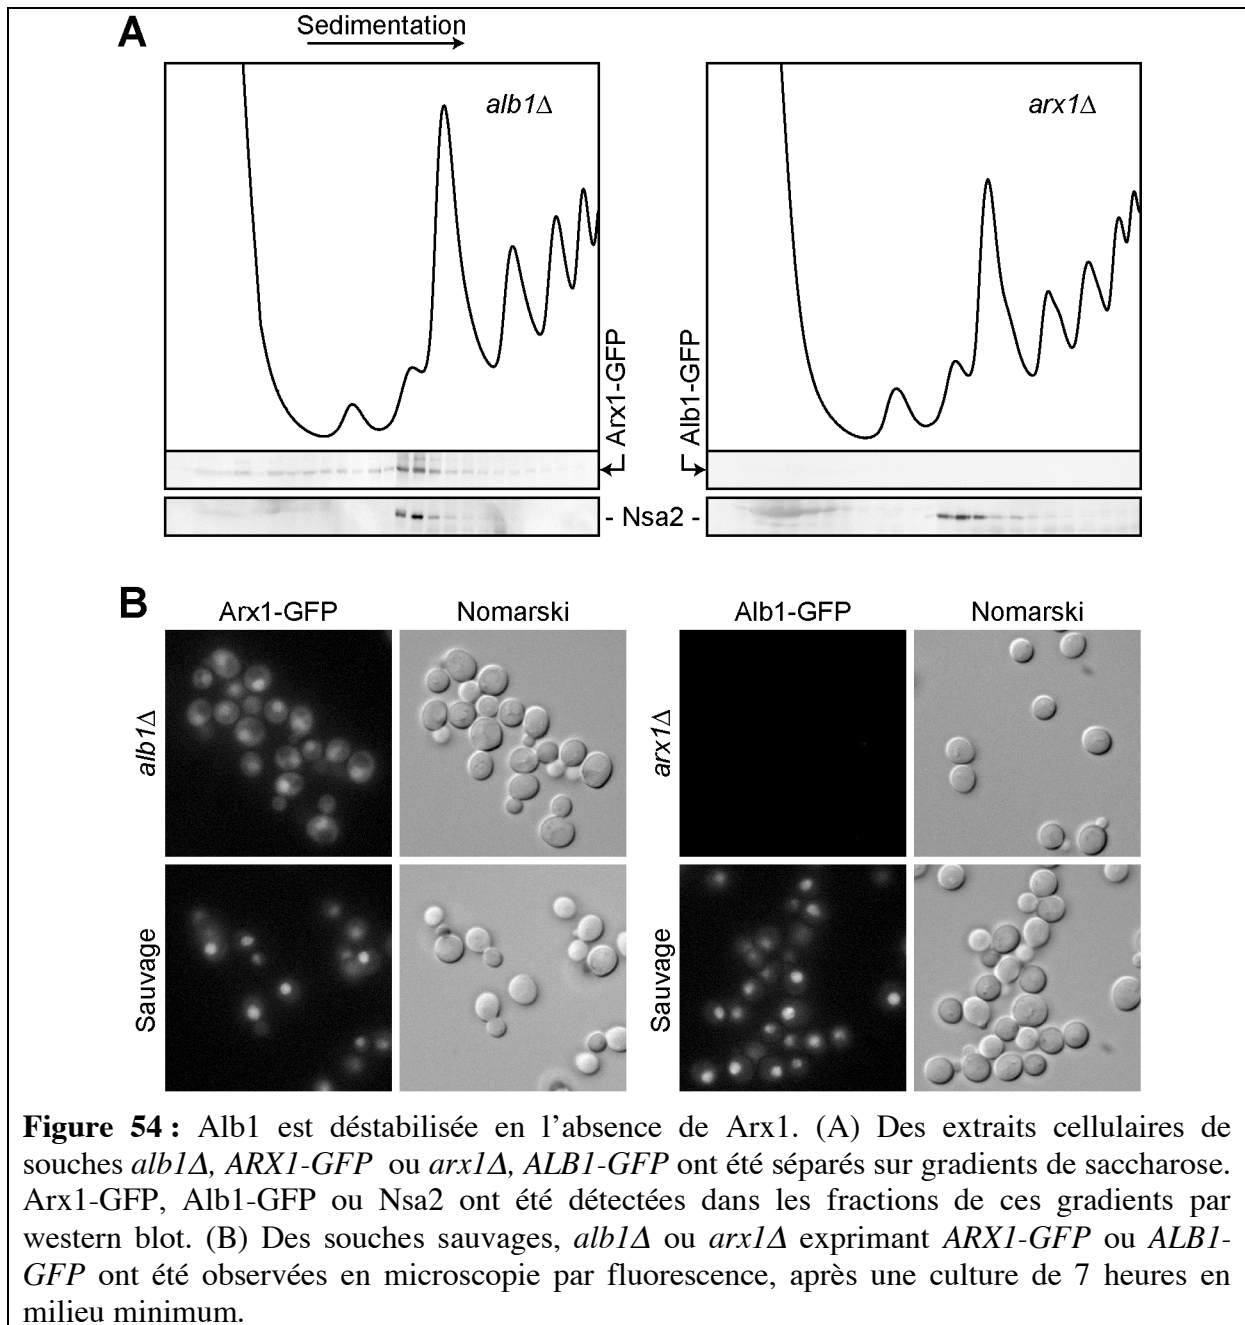 A
Sedimentation
alb1Δ
arx1Δ
Arx1-GFP
Alb1-GFP
- Nsa2 -
B
Arx1-GFP
Nomarski
Alb1-GFP
Nomarski
alb1Δ
arx1Δ
Sauvage
Sauvage
Figure 54 : Alb1 est déstabilisée en l’absence de Arx1. (A) Des extraits cellulaires de
souches alb1Δ, ARX1-GFP ou arx1Δ, ALB1-GFP ont été séparés sur gradients de saccharose.
Arx1-GFP, Alb1-GFP ou Nsa2 ont été détectées dans les fractions de ces gradients par
western blot. (B) Des souches sauvages, alb1Δ ou arx1Δ exprimant ARX1-GFP ou ALB1-
GFP ont été observées en microscopie par fluorescence, après une culture de 7 heures en
milieu minimum.